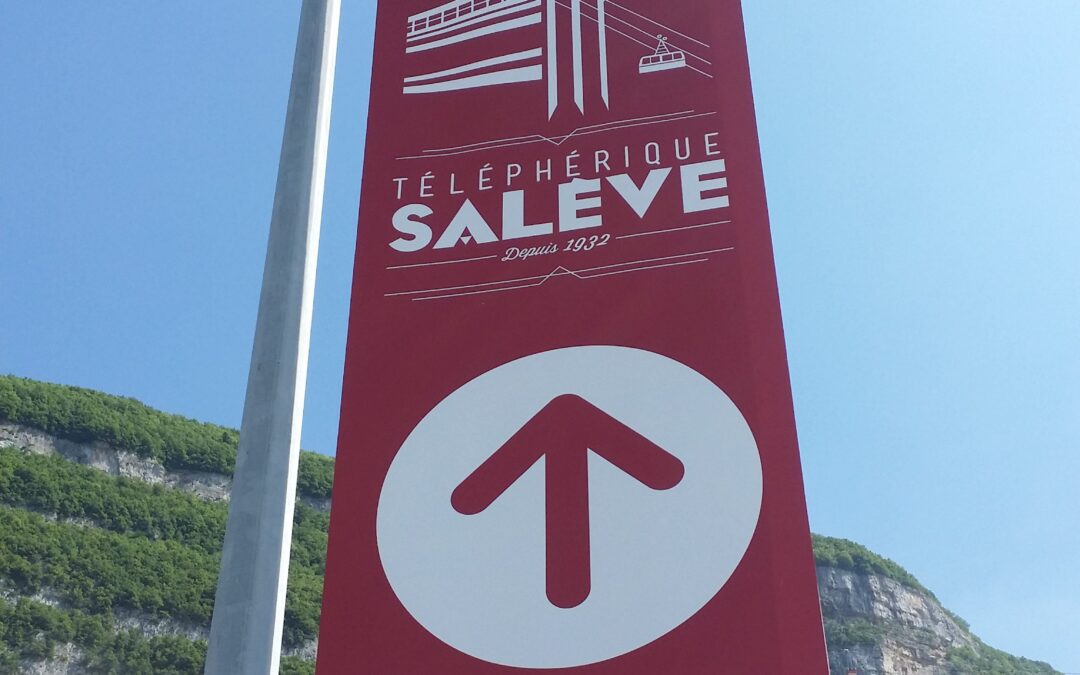 TÉLÉPHÉRIQUE
SALÈVE
Depuis 1932